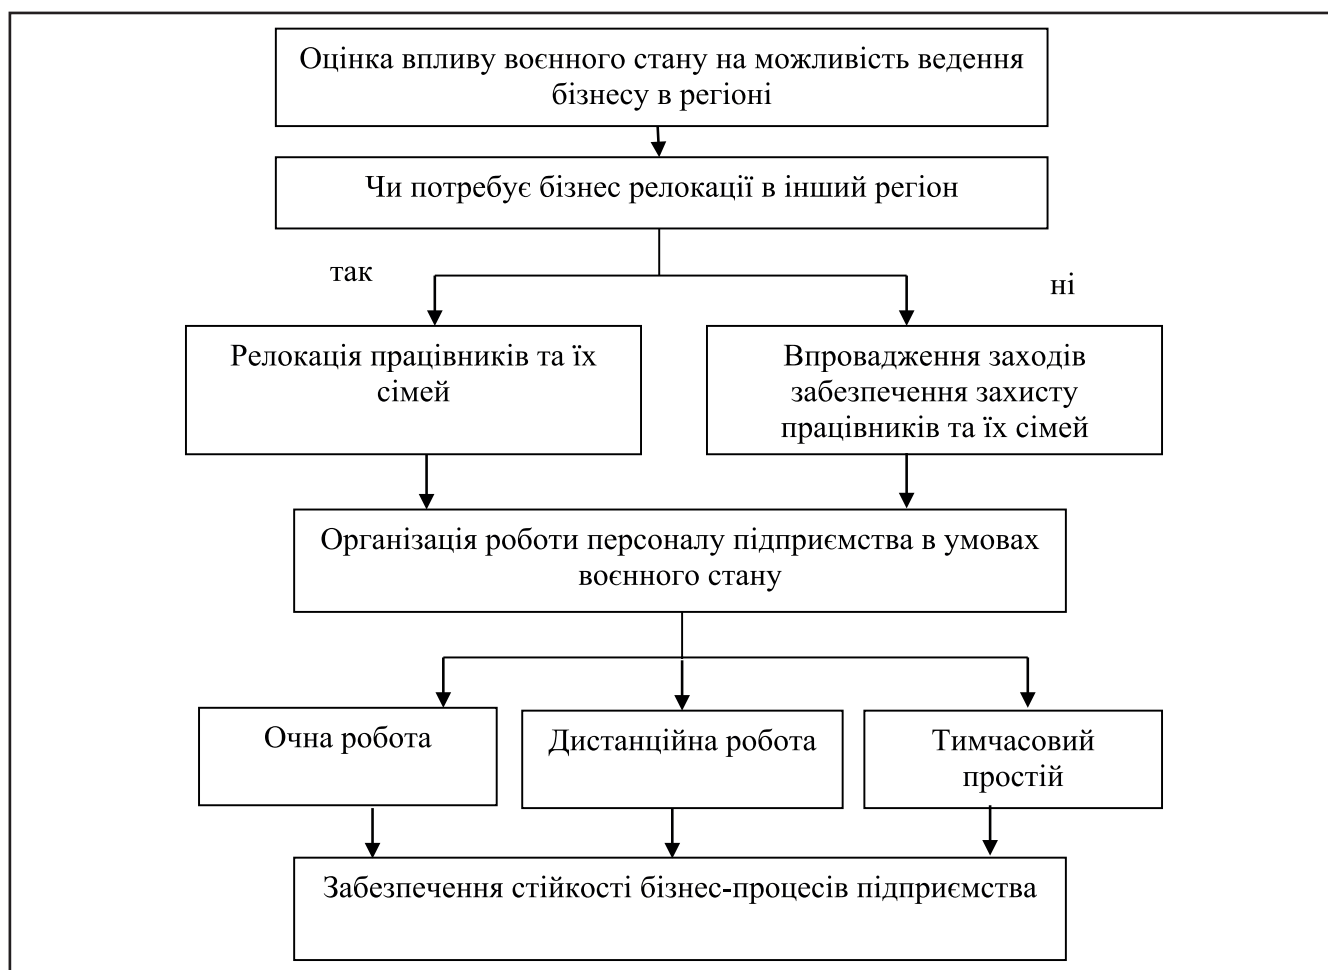 Оцінка впливу воєнного стану на можливість ведення
бізнесу в регіоні
Чи потребує бізнес релокації в інший регіон
так
ні
Релокація працівників та їх
сімей
Впровадження заходів
забезпечення захисту
працівників та їх сімей
Організація роботи персоналу підприємства в умовах
воєнного стану
Очна робота
Дистанційна робота
Тимчасовий
простій
Забезпечення стійкості бізнес-процесів підприємства